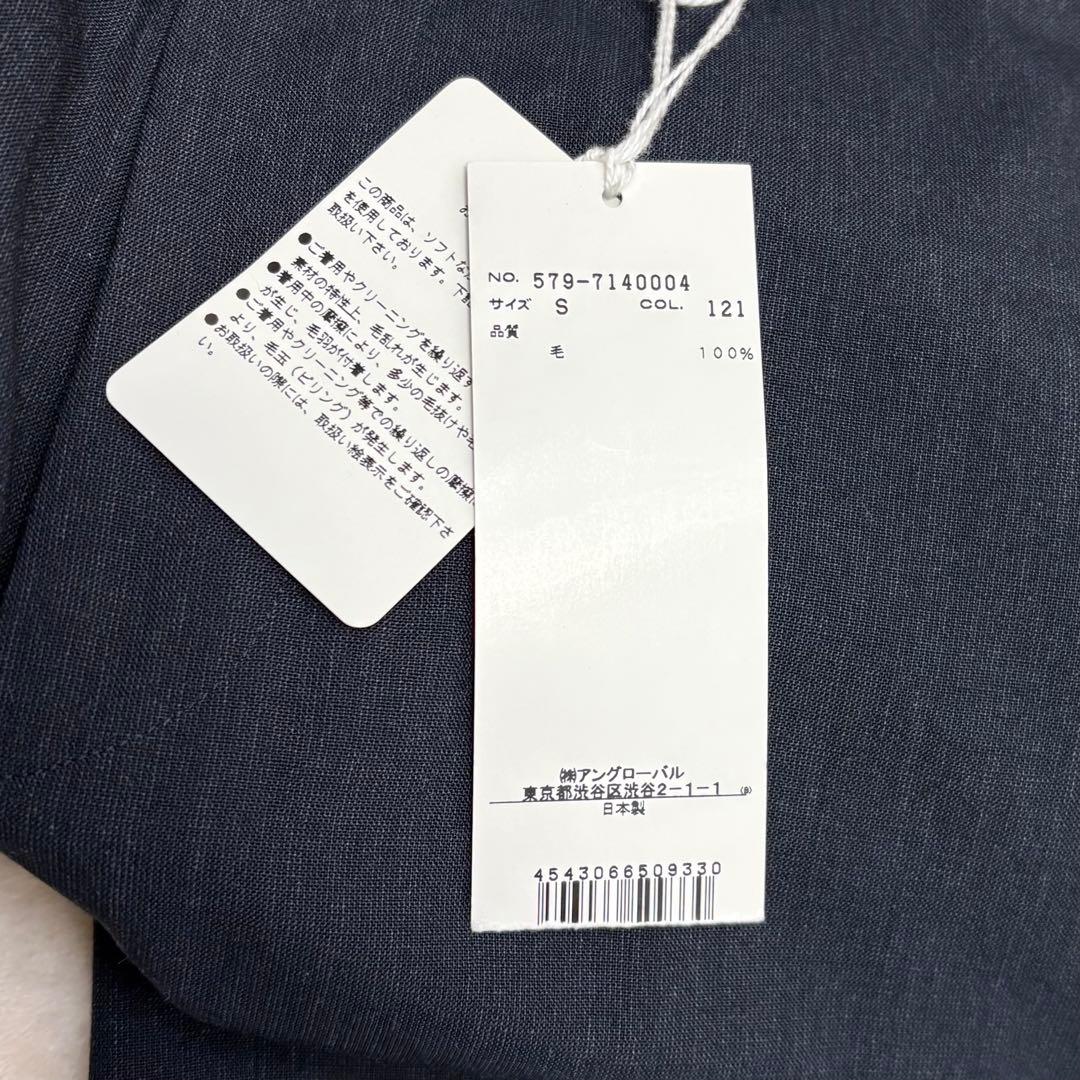 この商品は、ソフトな
を使用しております。下
取扱い下さい。
●ご着用やクリーニングを繰り返す
素材の特性上、毛乱れが生じます。
●着用中の摩擦により、多少の毛抜けや毛
が生じ、毛羽が付着します。
●ご着用やクリーニング等での繰り返しの摩擦に
より、毛玉(ピリング)が発生します。
●お取扱いの際には、取扱い絵表示をご確認下さ
い。
NO. 579-7140004
サイズ S COL. 121
品質
毛 100%
㈱アングローバル
東京都渋谷区渋谷2-1-1 (B)
日本製
4543066509330